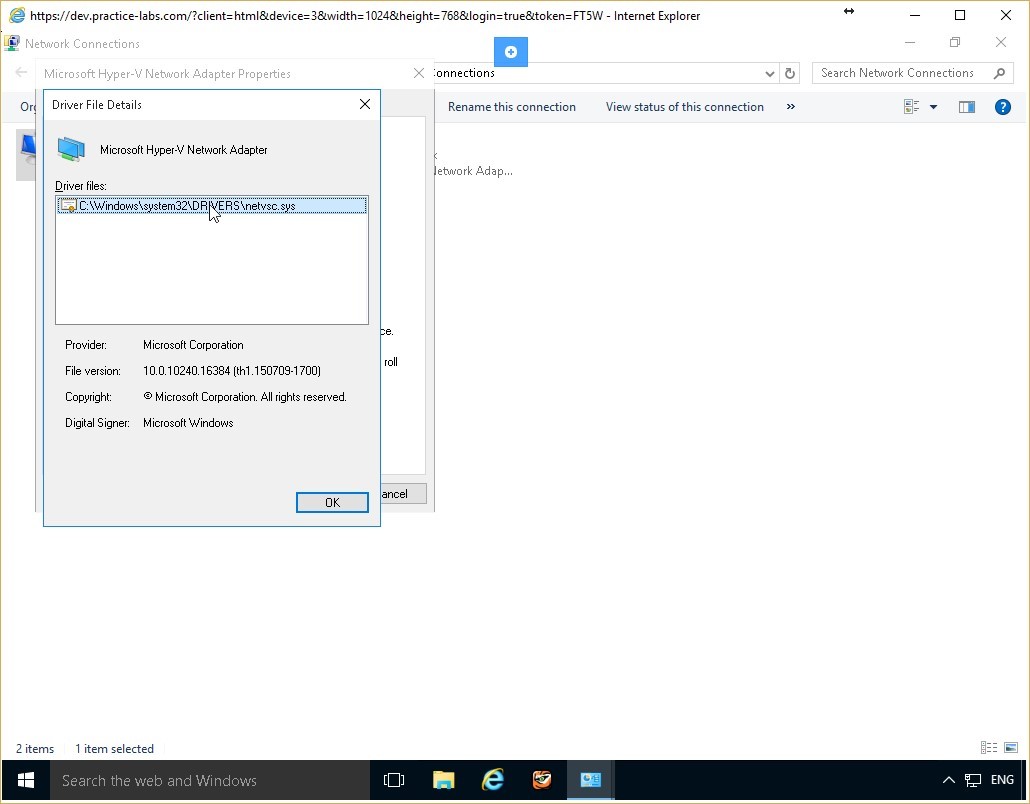 https://dev.practice-labs.com/?client=html&device=3&width=1024&height=768&login=true&token=FT5W - Internet Explorer
Network Connections
Microsoft Hyper-V Network Adapter Properties
Connections
Search Network Connections
Driver File Details
Rename this connection
View status of this connection
»
Microsoft Hyper-V Network Adapter
Network Adap...
Driver files:
C:\Windows\system32\DRIVERS\netvsc.sys
ce.
Provider: Microsoft Corporation
roll
File version: 10.0.10240.16384 (th1.150709-1700)
Copyright: © Microsoft Corporation. All rights reserved.
Digital Signer: Microsoft Windows
ancel
OK
2 items
1 item selected
Search the web and Windows
ENG